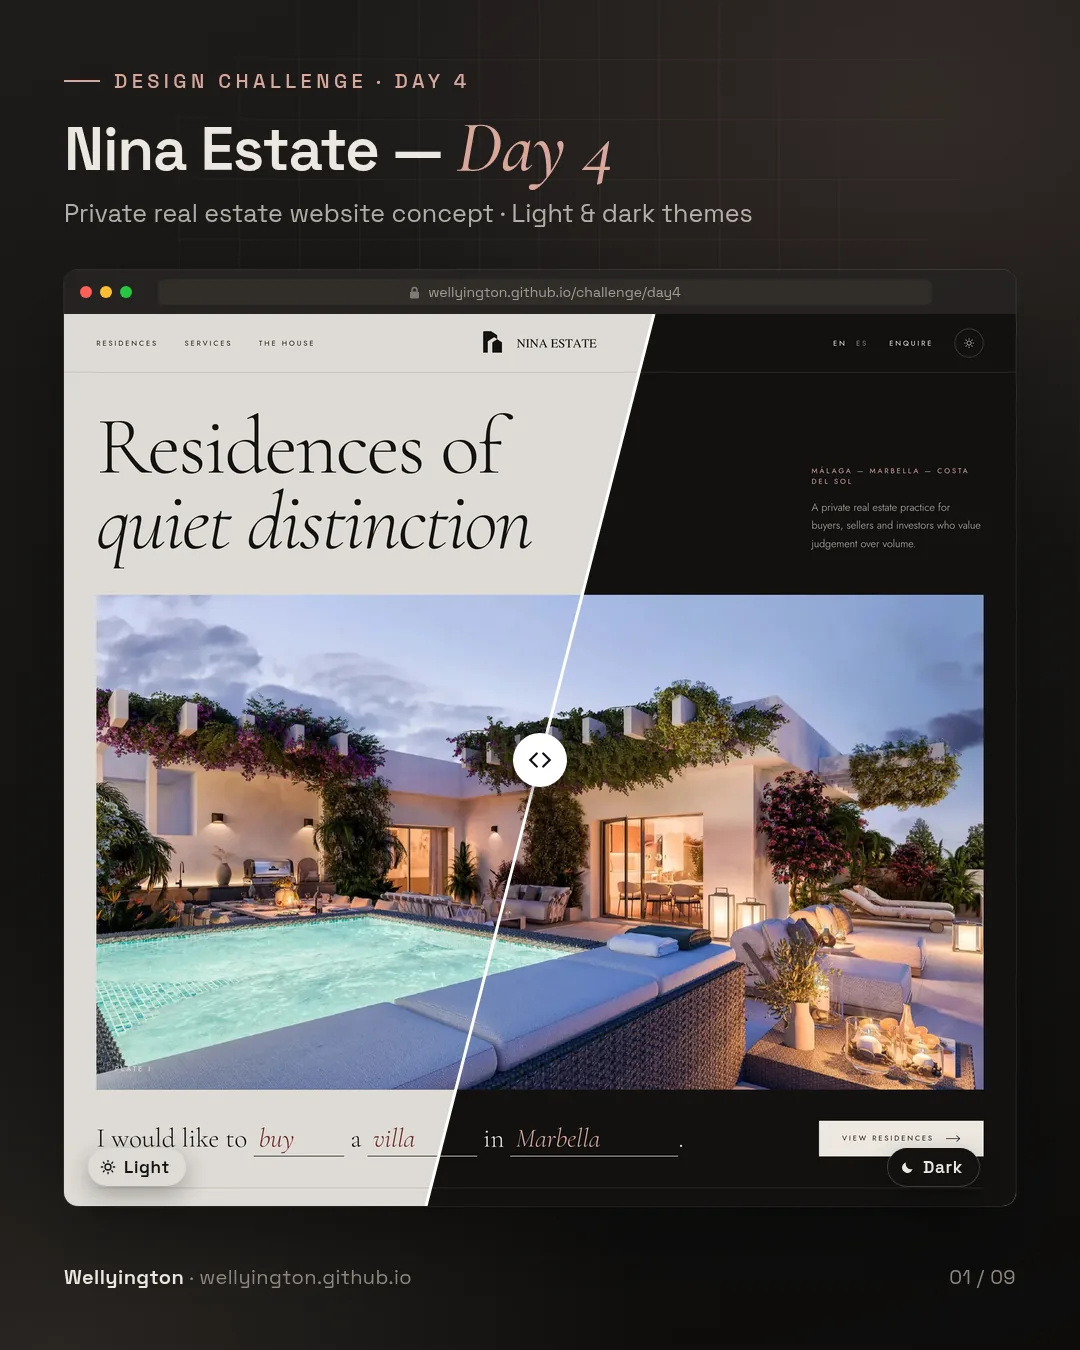 DESIGN CHALLENGE · DAY 4
Nina Estate — Day 4
Private real estate website concept · Light & dark themes
wellyington.github.io/challenge/day4
RESIDENCES SERVICES THE HOUSE NINA ESTATE EN ES ENQUIRE
Residences of
quiet distinction
MÁLAGA — MARBELLA — COSTA
DEL SOL
A private real estate practice for
buyers, sellers and investors who value
judgement over volume.
PLATE I
I would like to buy a villa in Marbella .
VIEW RESIDENCES →
Light
Dark
Wellyington · wellyington.github.io
01 / 09